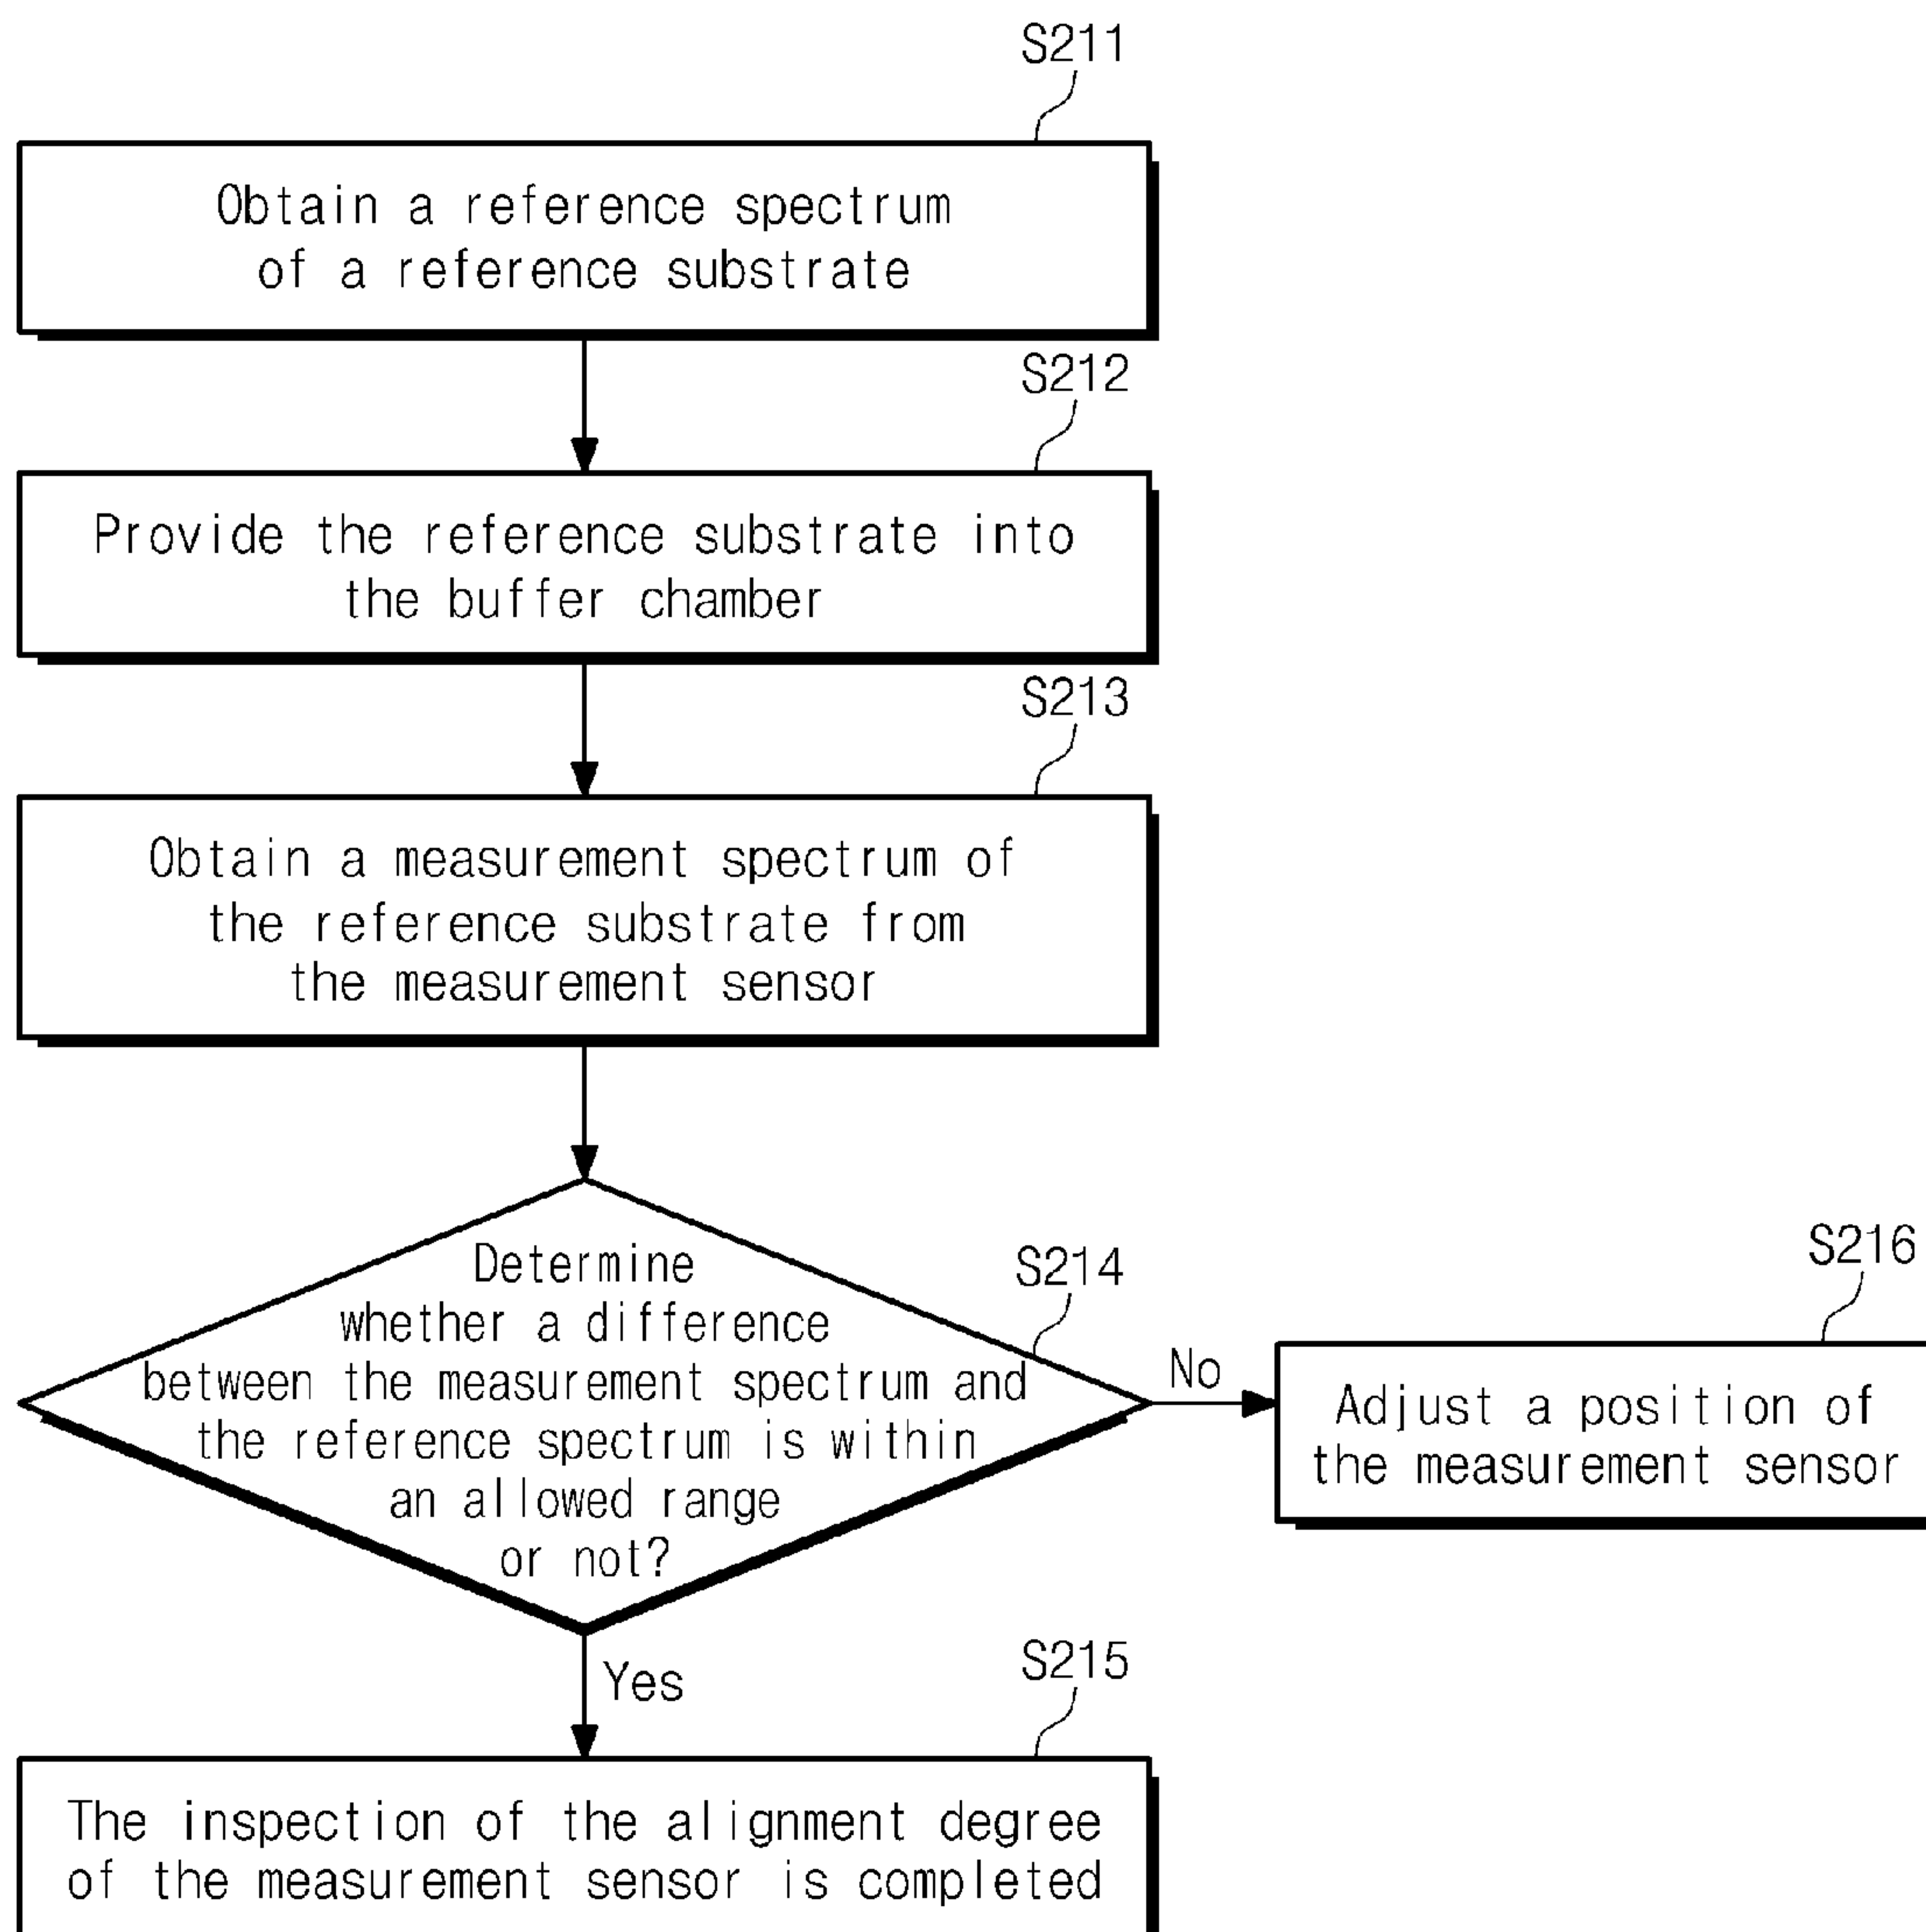 S211
Obtain a reference spectrum
of a reference substrate
S212
Provide the reference substrate into
the buffer chamber
S213
Obtain a measurement spectrum of
the reference substrate from
the measurement sensor
S214
Determine
whether a difference
between the measurement spectrum and
the reference spectrum is within
an allowed range
or not?
No
S216
Adjust a position of
the measurement sensor
Yes
S215
The inspection of the alignment degree
of the measurement sensor is completed